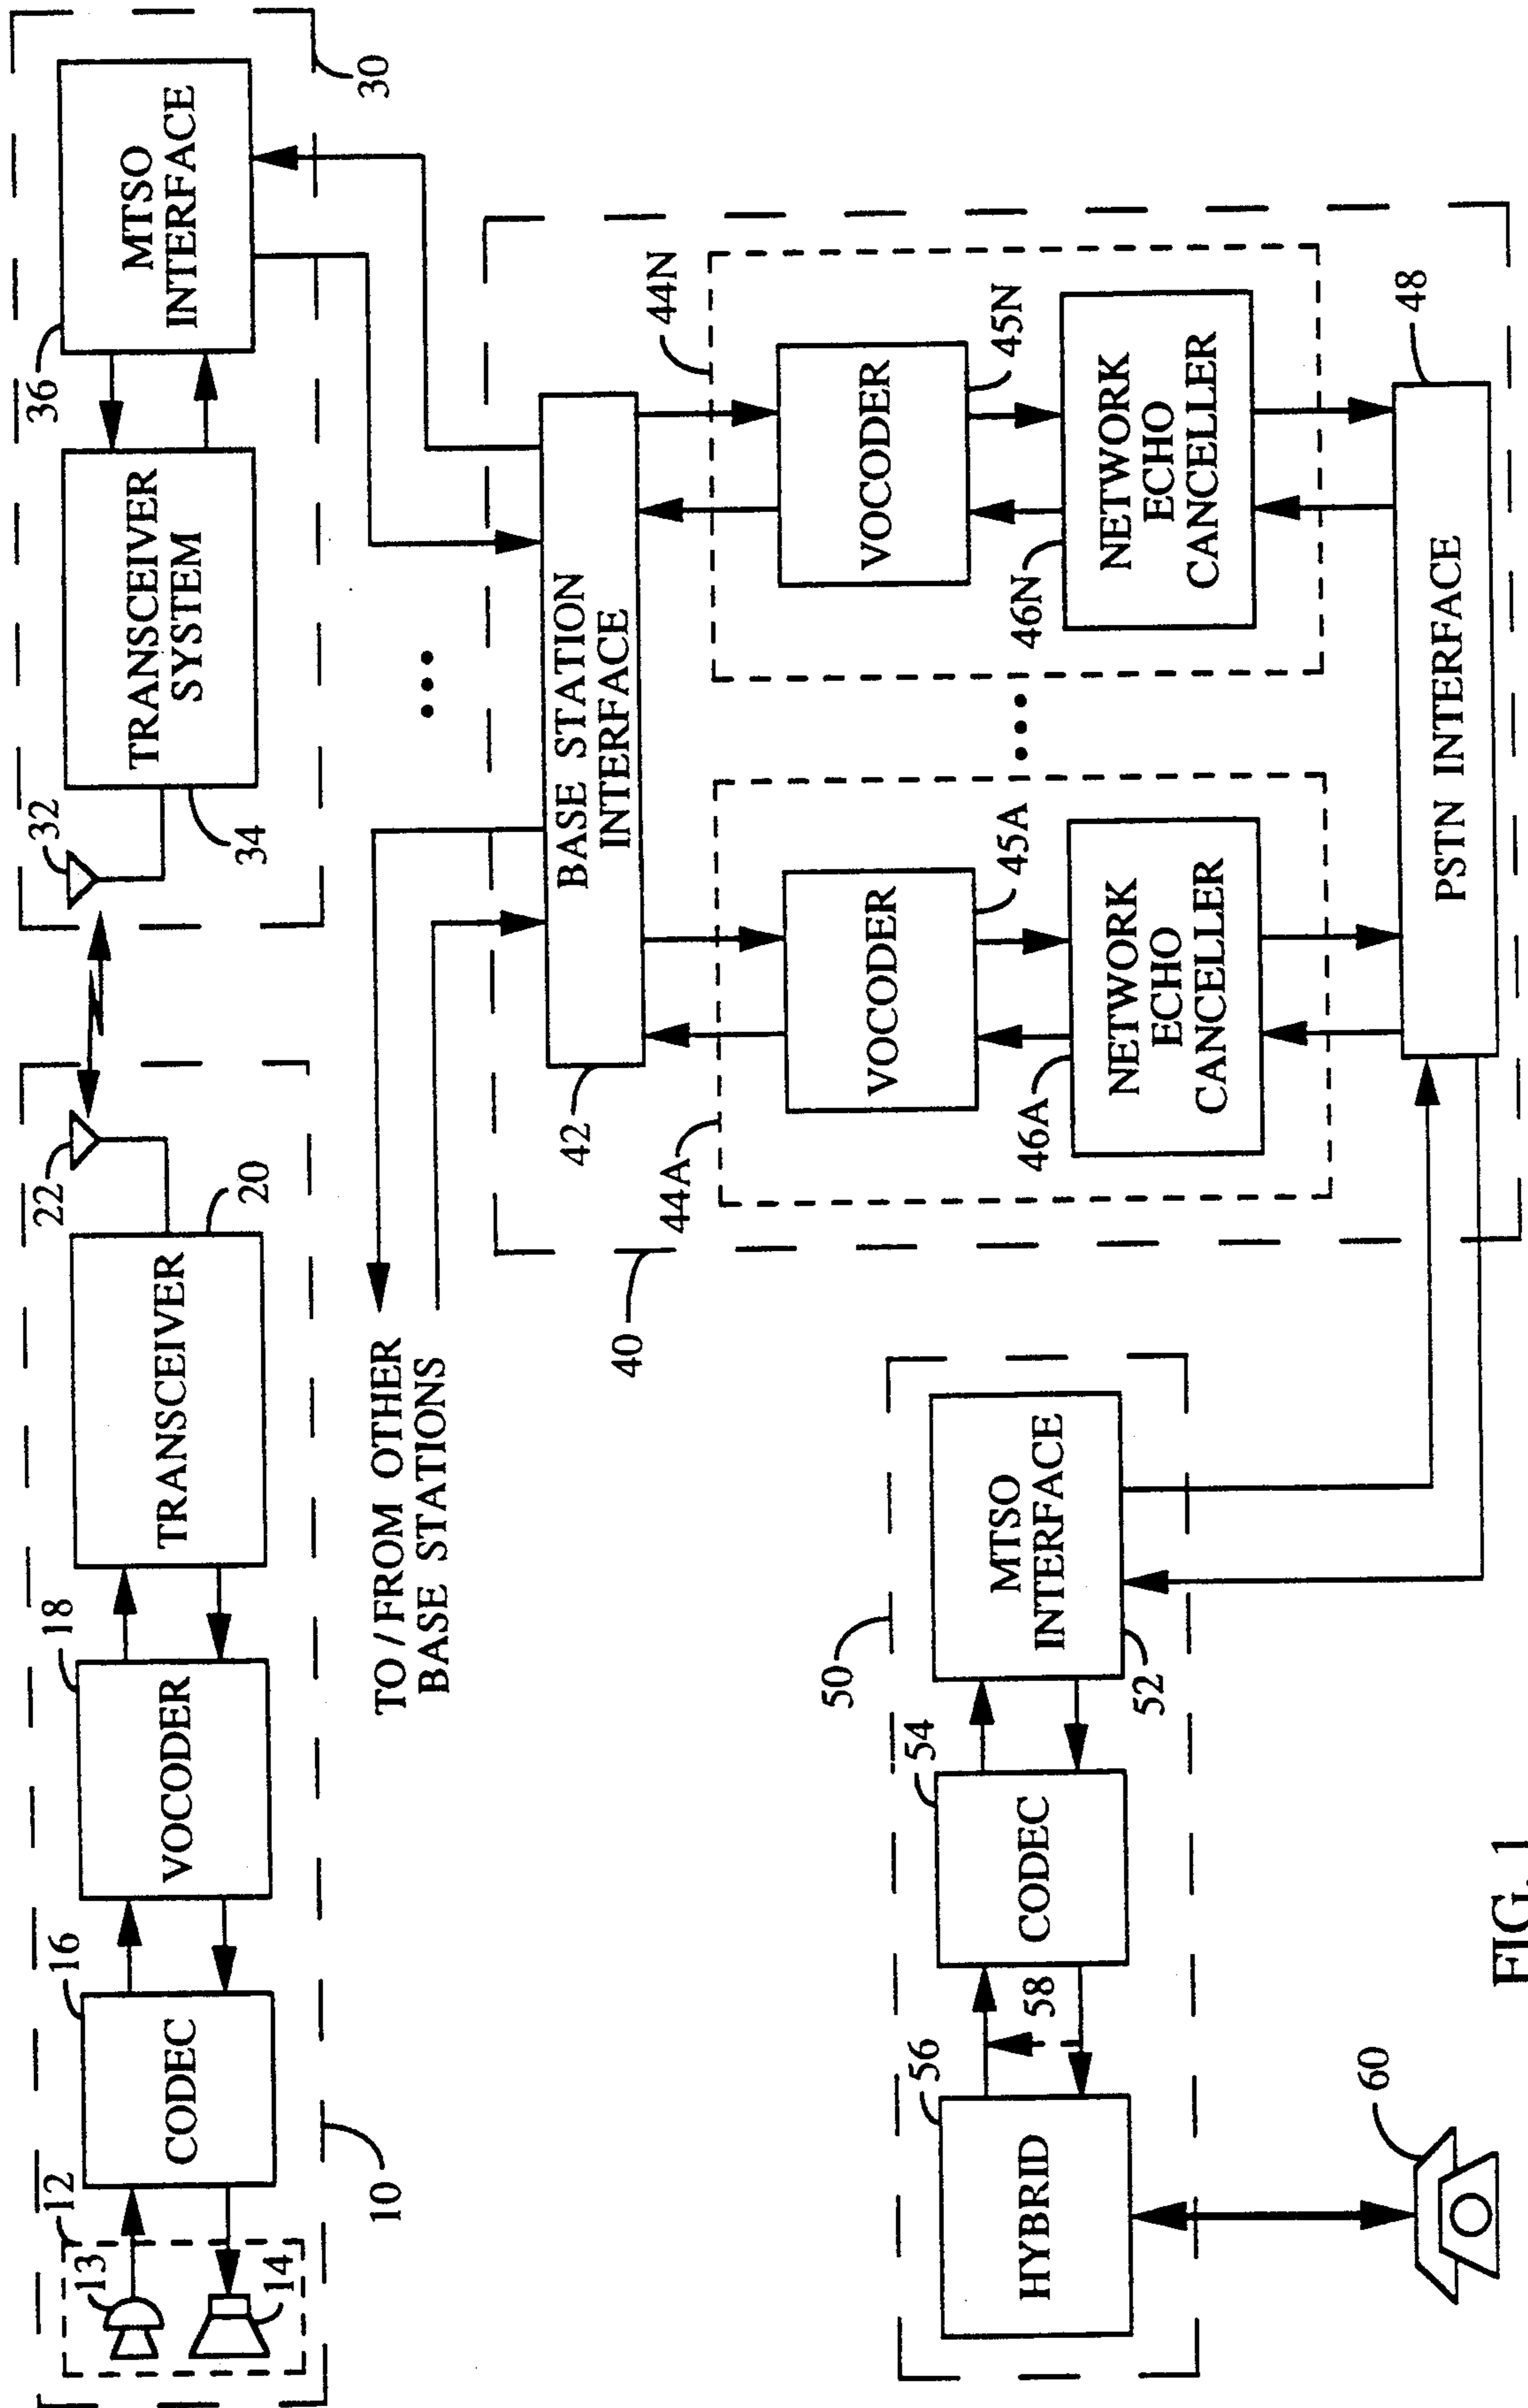 12
13
14
CODEC
16
VOCODER
18
TRANSCEIVER
20
22
10
32
TRANSCEIVER
SYSTEM
34
36
MTSO
INTERFACE
30
TO/FROM OTHER
BASE STATIONS
...
40
42
BASE STATION
INTERFACE
44A
VOCODER
45A
46A
NETWORK
ECHO
CANCELLER
...
44N
VOCODER
45N
46N
NETWORK
ECHO
CANCELLER
PSTN INTERFACE
48
50
56
HYBRID
58
54
CODEC
MTSO
INTERFACE
52
60
FIG. 1